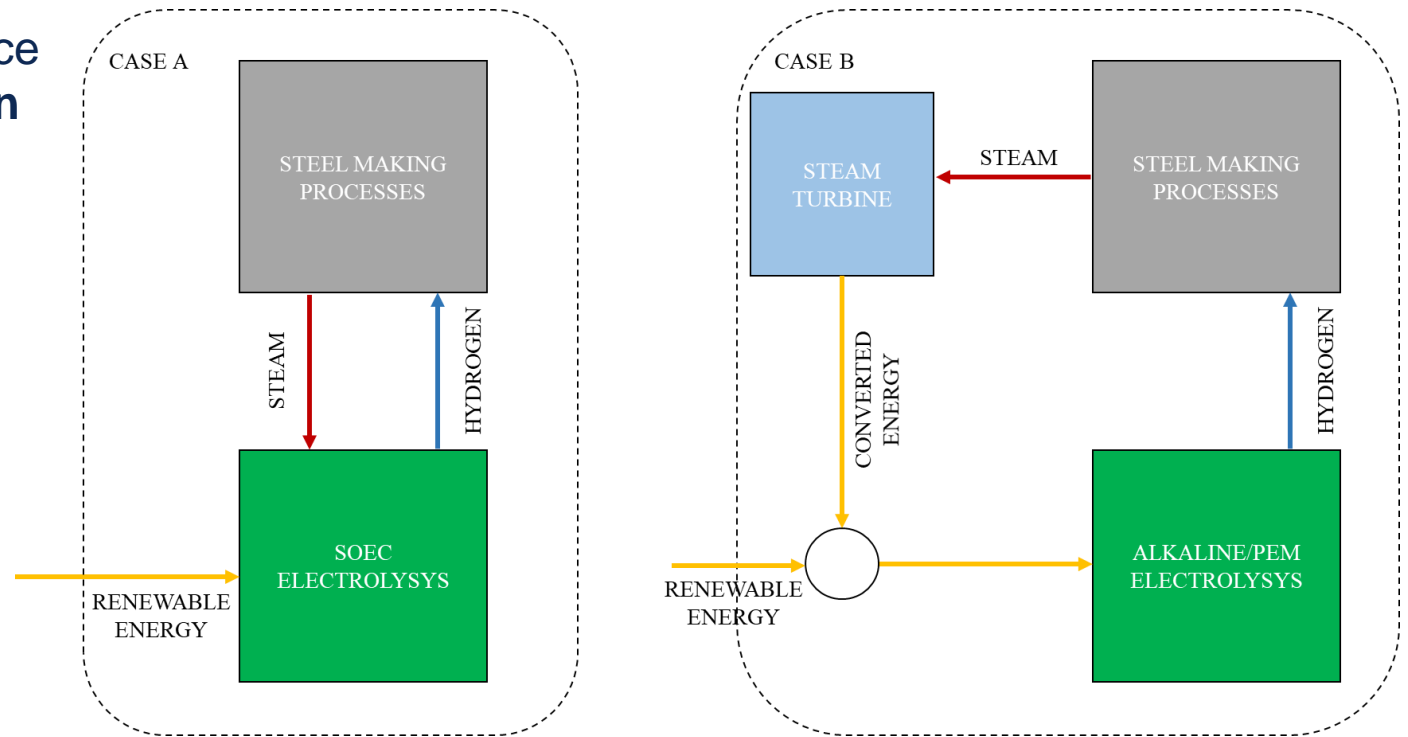 CASE A
STEEL MAKING
PROCESSES
STEAM
HYDROGEN
SOEC
ELECTROLYSYS
RENEWABLE
ENERGY
CASE B
STEAM
TURBINE
STEAM
STEEL MAKING
PROCESSES
CONVERTED
ENERGY
HYDROGEN
RENEWABLE
ENERGY
ALKALINE/PEM
ELECTROLYSYS